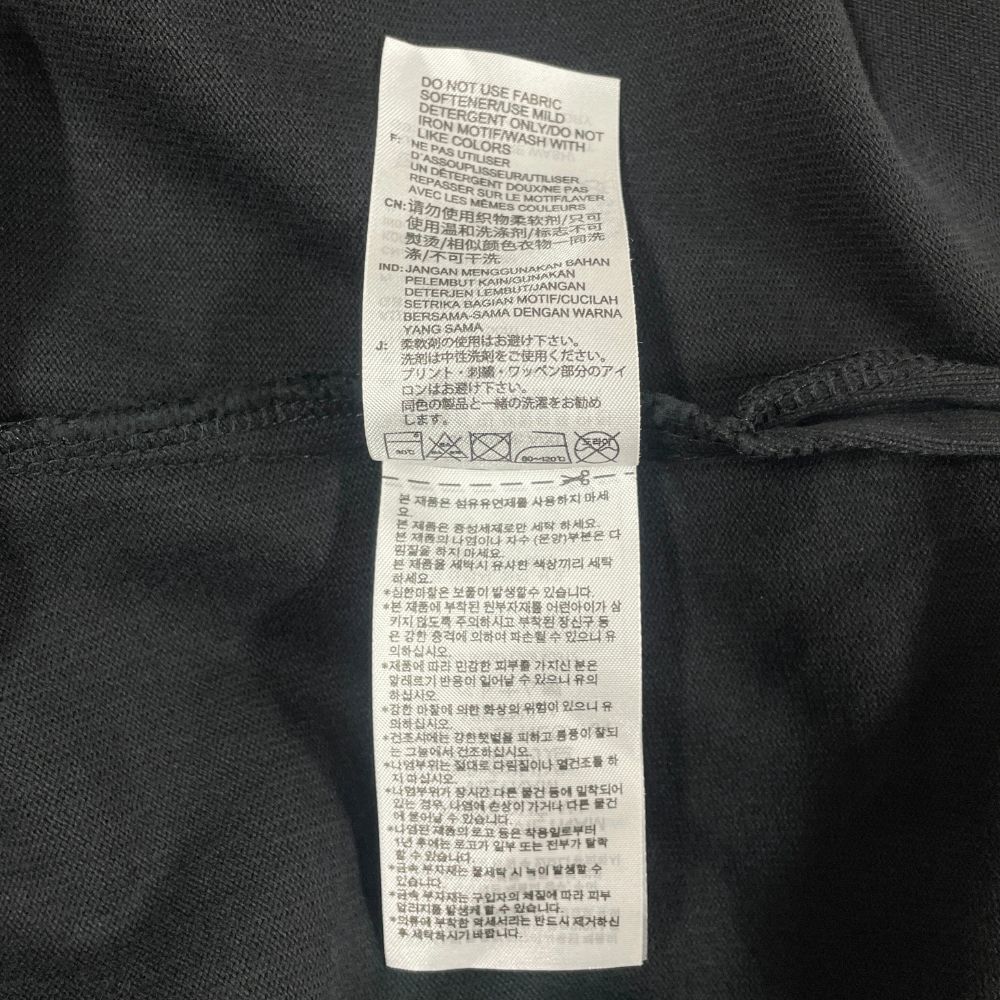 DO NOT USE FABRIC
SOFTENER/USE MILD
DETERGENT ONLY/DO NOT
IRON MOTIF/WASH WITH
LIKE COLORS
F: NE PAS UTILISER
D'ASSOUPLISSEUR/UTILISER
UN DÉTERGENT DOUX/NE PAS
REPASSER SUR LE MOTIF/LAVER
AVEC LES MÊMES COULEURS
CN: 请勿使用织物柔软剂/只可
使用温和洗涤剂/标志不可
熨烫/相似颜色衣物一同洗
涤/不可干洗
IND: JANGAN MENGGUNAKAN BAHAN
PELEMBUT KAIN/GUNAKAN
DETERJEN LEMBUT/JANGAN
SETRIKA BAGIAN MOTIF/CUCILAH
BERSAMA-SAMA DENGAN WARNA
YANG SAMA
J: 柔軟剤の使用はお避け下さい。
洗剤は中性洗剤をご使用ください。
プリント・刺繍・ワッペン部分のアイ
ロンはお避け下さい。
同色の製品と一緒の洗濯をお勧め
します。
30℃ 80~120℃ 드라이
본 제품은 섬유유연제를 사용하지 마세
요.
본 제품은 중성세제로만 세탁 하세요.
본 제품의 나염이나 자수 (문양)부분은 다
림질을 하지 마세요.
본 제품을 세탁시 유사한 색상끼리 세탁
하세요.
*심한마찰은 보풀이 발생할수 있습니다.
*본 제품에 부착된 원부자재를 어린아이가 삼
키지 않도록 주의하시고 부착된 장신구 등
은 강한 충격에 의하여 파손될 수 있으니 유
의하십시오.
*제품에 따라 민감한 피부를 가지신 분은
알레르기 반응이 일어날 수 있으니 유의
하십시오
*강한 마찰에 의한 화상의 위험이 있으니 유
의하십시오
*건조시에는 강한햇볕을 피하고 통풍이 잘되
는 그늘에서 건조하십시오.
*나염부위는 절대로 다림질이나 열건조를 하
지 마십시오.
*나염부위가 장시간 다른 물건 등에 밀착되어
있는 경우, 나염에 손상이 가거나 다른 물건
에 묻어날 수 있습니다.
*나염된 제품의 로고 등은 착용일로부터
1년 후에는 로고가 일부 또는 전부가 탈락
할 수 있습니다.
*금속 부자재는 물세탁 시 녹이 발생할 수
있습니다
*금속 부자재는 구입자의 체질에 따라 피부
알러지를 발생케 할 수 있습니다.
*의류에 부착한 악세서리는 반드시 제거하신
후 세탁하시기 바랍니다.